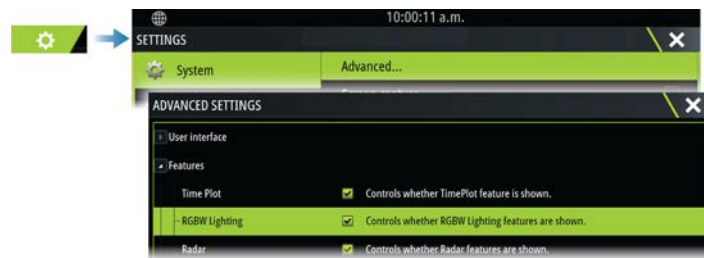 10:00:11 a.m.
SETTINGS
System
Advanced...
ADVANCED SETTINGS
User interface
Features
Time Plot
Controls whether TimePlot feature is shown.
RGBW Lighting
Controls whether RGBW Lighting features are shown.
Radar
Controls whether Radar features are shown.